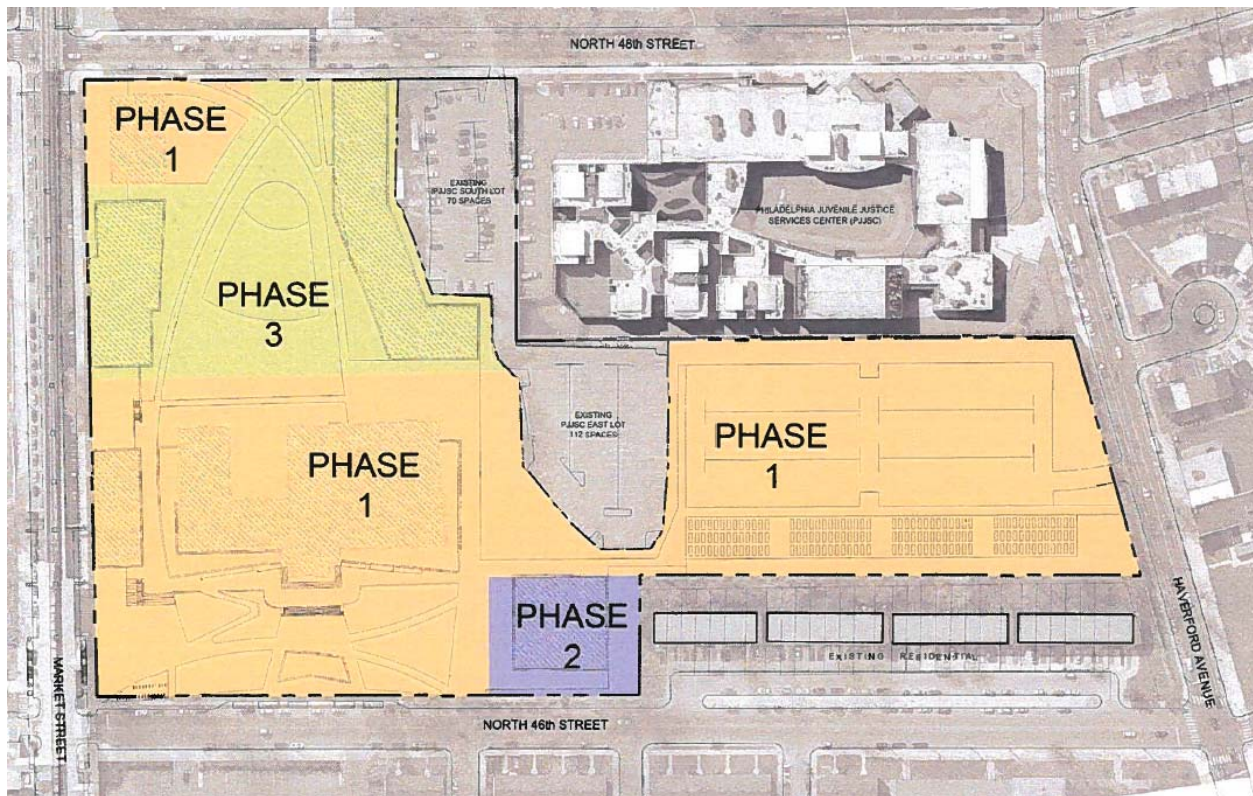 NORTH 48th STREET
PHASE
1
EXISTING
PJJSC SOUTH LOT
70 SPACES
PHILADELPHIA JUVENILE JUSTICE
SERVICES CENTER (PJJSC)
PHASE
3
EXISTING
PJJSC EAST LOT
112 SPACES
PHASE
1
PHASE
1
PHASE
2
EXISTING RESIDENTIAL
HAVERFORD AVENUE
MARKET STREET
NORTH 46th STREET